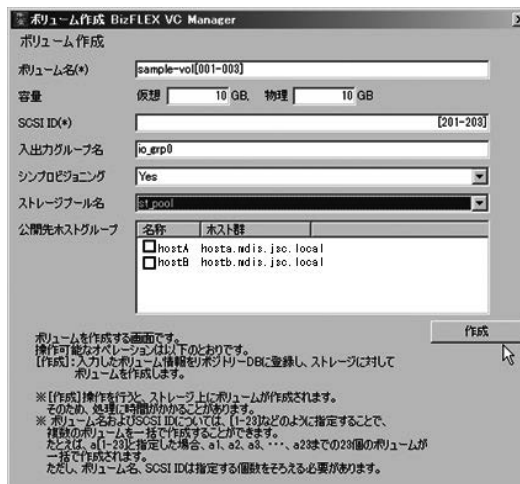 ボリューム作成 BizFLEX VC Manager
ボリューム作成
ボリューム名(*) sample-vol[001-003]
容量 仮想 10 GB, 物理 10 GB
SCSI ID(*) [201-203]
入出力グループ名 io_grp0
シンプロビジョニング Yes
ストレージプール名 st_pool
公開先ホストグループ 名称 ホスト群
hostA hosta.mdis.jsc.local
hostB hostb.mdis.jsc.local
作成
ボリュームを作成する画面です。
操作可能なオペレーションは以下のとおりです。
[作成]:入力したボリューム情報をリポジトリーDBに登録し、ストレージに対して
ボリュームを作成します。
※[作成]操作を行うと、ストレージ上にボリュームが作成されます。
そのため、処理に時間がかかることがあります。
※ ボリューム名およびSCSI IDについては、[1-23]などのように指定することで、
複数のボリュームを一括で作成することができます。
たとえば、a[1-23]と指定した場合、a1、a2、a3、･･･、a23までの23個のボリュームが
一括で作成されます。
ただし、ボリューム名、SCSI IDは指定する個数をそろえる必要があります。